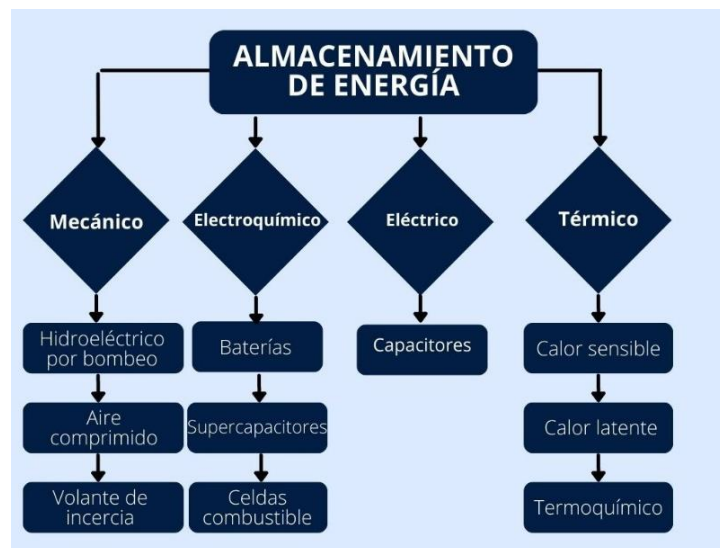 ALMACENAMIENTO
DE ENERGÍA
Mecánico
Electroquímico
Eléctrico
Térmico
Hidroeléctrico
por bombeo
Baterías
Capacitores
Calor sensible
Aire
comprimido
Supercapacitores
Calor latente
Volante de
incercia
Celdas
combustible
Termoquímico